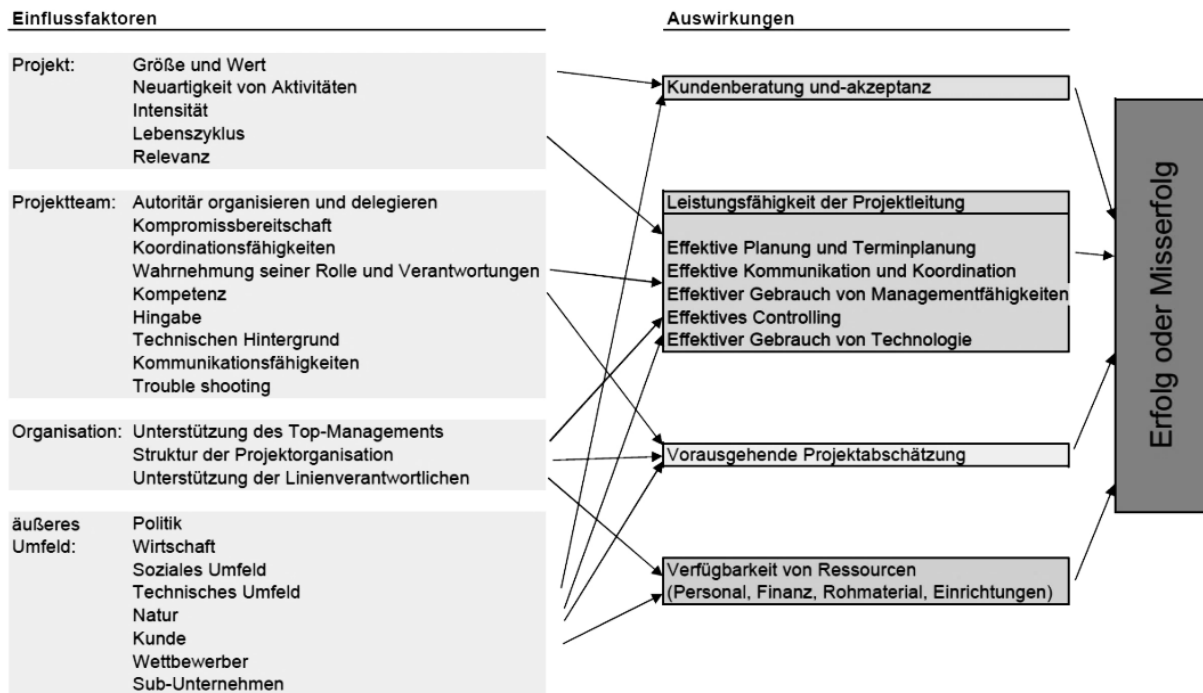 Einflussfaktoren
Projekt: Größe und Wert
Neuartigkeit von Aktivitäten
Intensität
Lebenszyklus
Relevanz
Projektteam: Autoritär organisieren und delegieren
Kompromissbereitschaft
Koordinationsfähigkeiten
Wahrnehmung seiner Rolle und Verantwortungen
Kompetenz
Hingabe
Technischen Hintergrund
Kommunikationsfähigkeiten
Trouble shooting
Organisation: Unterstützung des Top-Managements
Struktur der Projektorganisation
Unterstützung der Linienverantwortlichen
äußeres Politik
Umfeld: Wirtschaft
Soziales Umfeld
Technisches Umfeld
Natur
Kunde
Wettbewerber
Sub-Unternehmen
Auswirkungen
Kundenberatung und-akzeptanz
Leistungsfähigkeit der Projektleitung
Effektive Planung und Terminplanung
Effektive Kommunikation und Koordination
Effektiver Gebrauch von Managementfähigkeiten
Effektives Controlling
Effektiver Gebrauch von Technologie
Vorausgehende Projektabschätzung
Verfügbarkeit von Ressourcen
(Personal, Finanz, Rohmaterial, Einrichtungen)
Erfolg oder Misserfolg